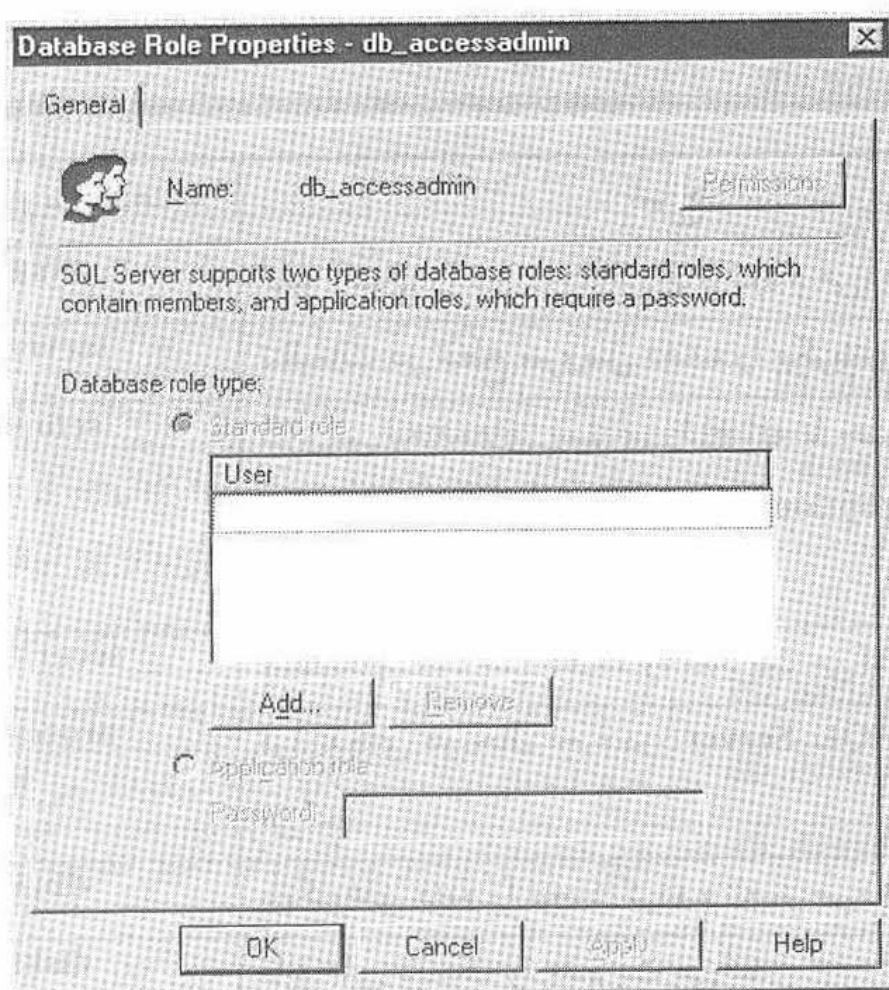 Database Role Properties - db_accessadmin
General
Name: db_accessadmin Permissions
SQL Server supports two types of database roles: standard roles, which
contain members, and application roles, which require a password.
Database role type:
Standard role
User
Add... Remove
Application role
Password:
OK Cancel Apply Help